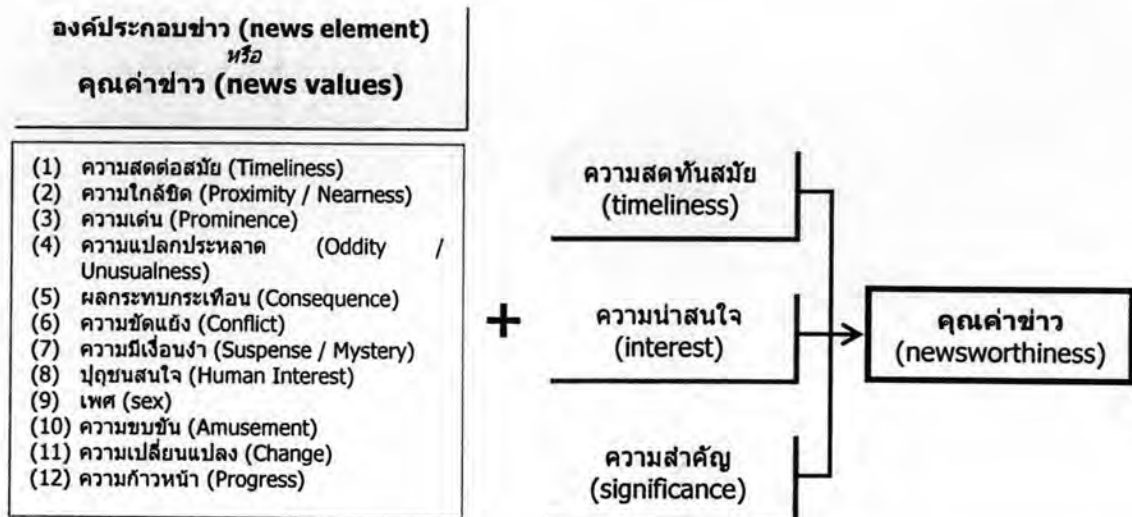 องค์ประกอบข่าว (news element)
หรือ
คุณค่าข่าว (news values)
(1) ความสดต่อสมัย (Timeliness)
(2) ความใกล้ชิด (Proximity / Nearness)
(3) ความเด่น (Prominence)
(4) ความแปลกประหลาด (Oddity /
Unusualness)
(5) ผลกระทบกระเทือน (Consequence)
(6) ความขัดแย้ง (Conflict)
(7) ความมีเงื่อนงำ (Suspense / Mystery)
(8) ปุถุชนสนใจ (Human Interest)
(9) เพศ (sex)
(10) ความขบขัน (Amusement)
(11) ความเปลี่ยนแปลง (Change)
(12) ความก้าวหน้า (Progress)
+
ความสดทันสมัย
(timeliness)
ความน่าสนใจ
(interest)
ความสำคัญ
(significance)
คุณค่าข่าว
(newsworthiness)